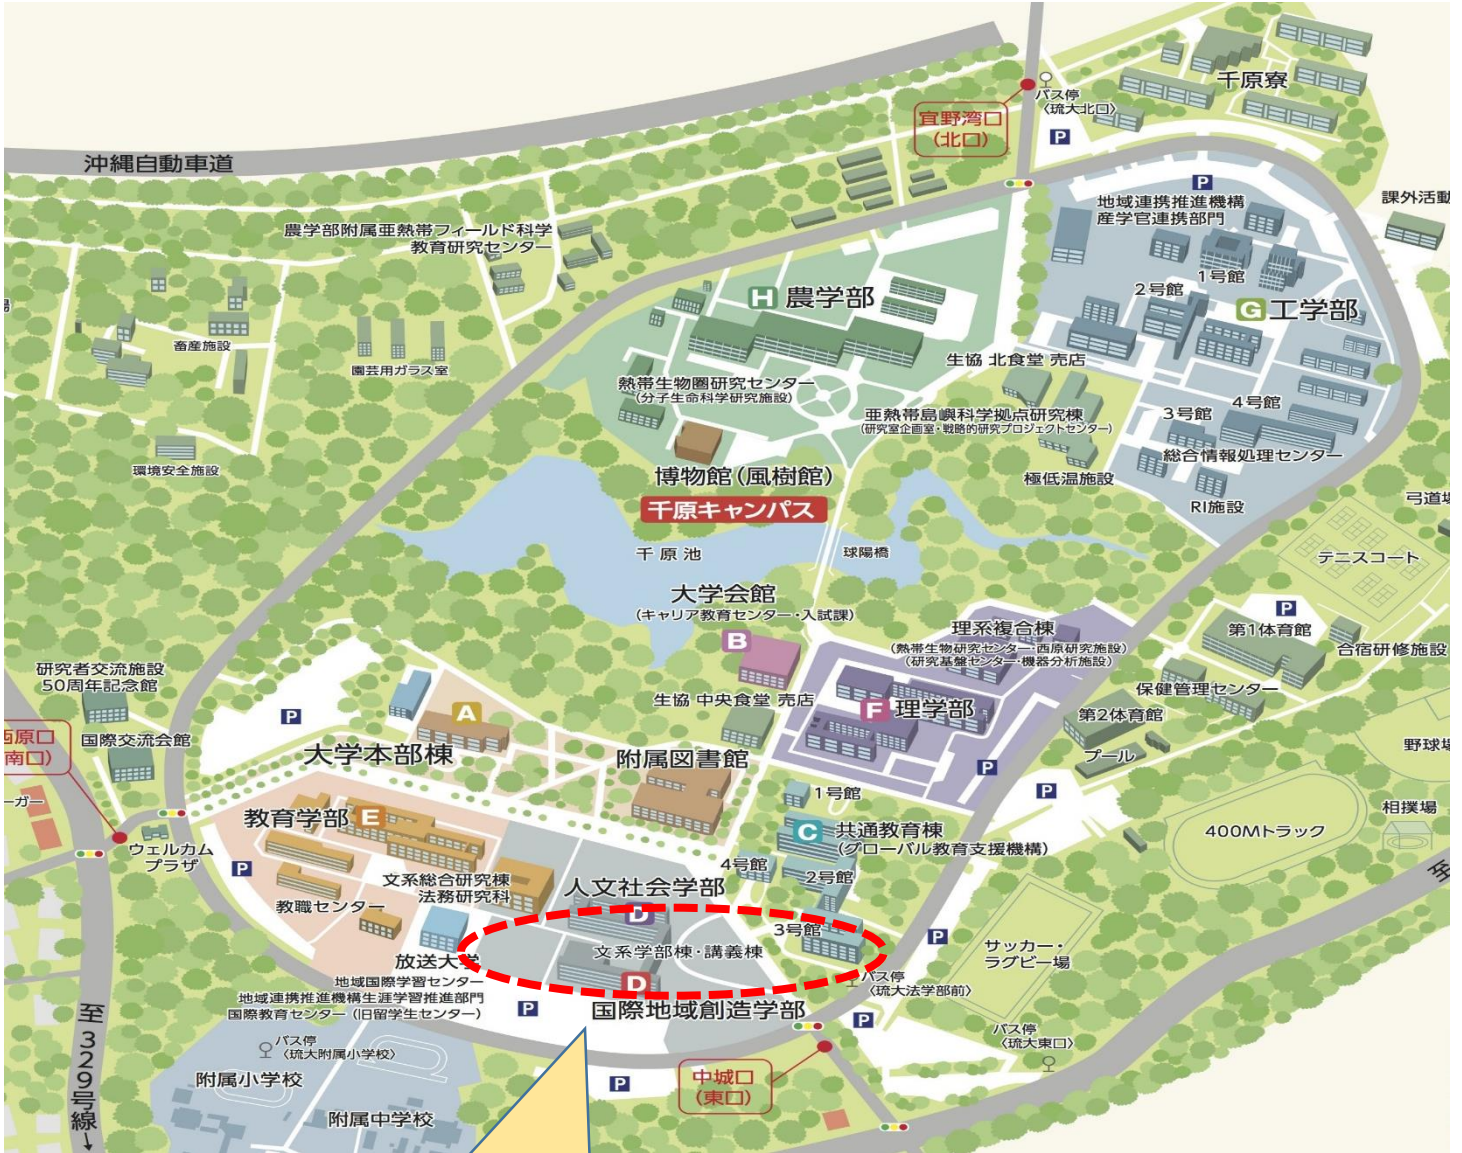 沖縄自動車道
宜野湾口
(北口)
バス停
〈琉大北口〉
千原寮
P
P
地域連携推進機構
産学官連携部門
課外活動
農学部附属亜熱帯フィールド科学
教育研究センター
1号館
2号館
G 工学部
H 農学部
畜産施設
園芸用ガラス室
生協 北食堂 売店
熱帯生物圏研究センター
(分子生命科学研究施設)
亜熱帯島嶼科学拠点研究棟
(研究室企画室・戦略的研究プロジェクトセンター)
3号館
4号館
総合情報処理センター
極低温施設
RI施設
環境安全施設
博物館(風樹館)
千原キャンパス
弓道場
テニスコート
千原池
球陽橋
大学会館
(キャリア教育センター・入試課)
B
理系複合棟
(熱帯生物研究センター・西原研究施設)
(研究基盤センター・機器分析施設)
P
第1体育館
合宿研修施設
保健管理センター
研究者交流施設
50周年記念館
国際交流会館
P
A
大学本部棟
生協 中央食堂 売店
F 理学部
第2体育館
プール
野球場
西原口
(南口)
附属図書館
P
P
1号館
C 共通教育棟
(グローバル教育支援機構)
400Mトラック
相撲場
ーガー
ウェルカム
プラザ
教育学部 E
P
4号館
2号館
文系総合研究棟
法務研究科
教職センター
人文社会学部
D
3号館
文系学部棟・講義棟
P
サッカー・
ラグビー場
至
放送大学
地域国際学習センター
地域連携推進機構生涯学習推進部門
国際教育センター(旧留学生センター)
D
国際地域創造学部
P
バス停
〈琉大法学部前〉
P
バス停
〈琉大東口〉
バス停
〈琉大附属小学校〉
附属小学校
附属中学校
P
中城口
(東口)
至329号線→